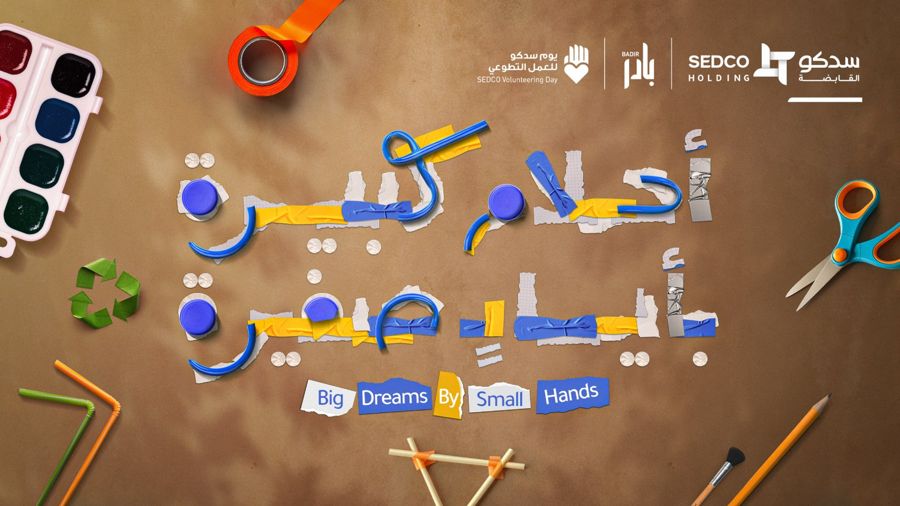 يوم سدكو
للعمل التطوعي
SEDCO Volunteering Day
BADIR
بادر
SEDCO
HOLDING
سدكو
القابضة
أحلام كبيرة
بأيادٍ صغيرة
Big Dreams By Small Hands